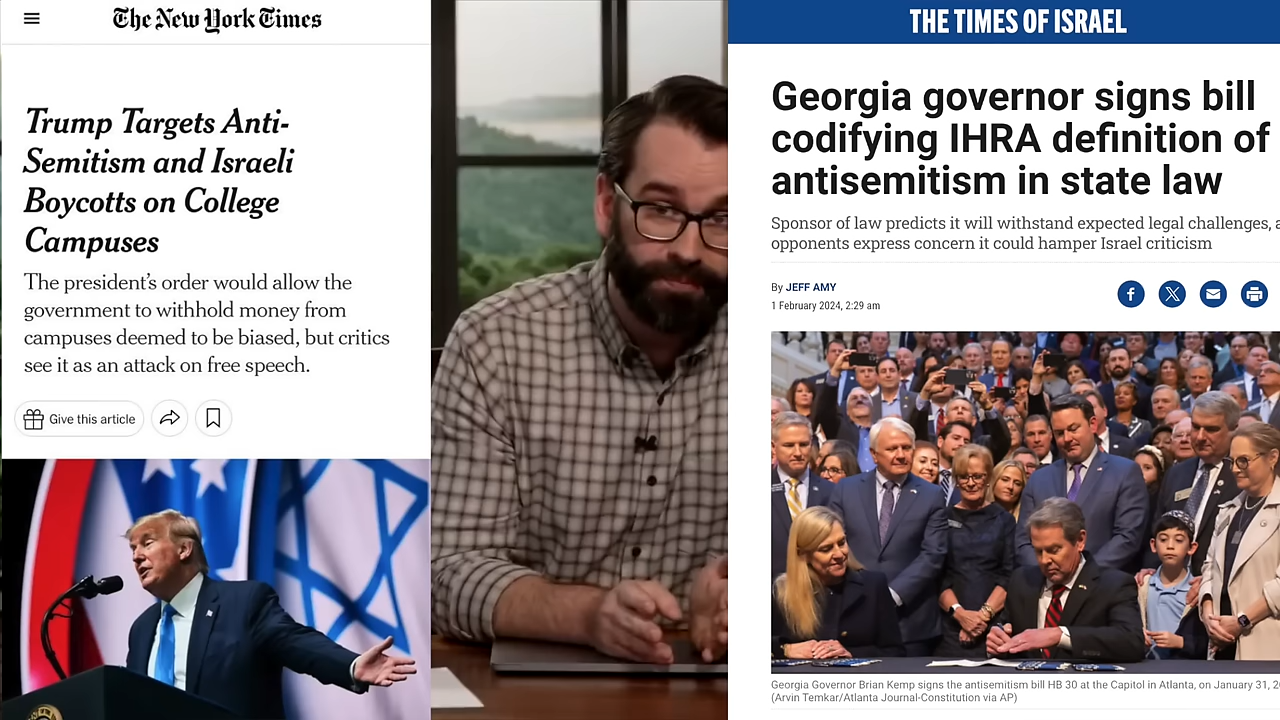 The New York Times
Trump Targets Anti-
Semitism and Israeli
Boycotts on College
Campuses
The president's order would allow the
government to withhold money from
campuses deemed to be biased, but critics
see it as an attack on free speech.
Give this article
THE TIMES OF ISRAEL
Georgia governor signs bill
codifying IHRA definition of
antisemitism in state law
Sponsor of law predicts it will withstand expected legal challenges,
opponents express concern it could hamper Israel criticism
By JEFF AMY
1 February 2024, 2:29 am
Georgia Governor Brian Kemp signs the antisemitism bill HB 30 at the Capitol in Atlanta, on January 31,
(Arvin Temkar/Atlanta Journal-Constitution via AP)